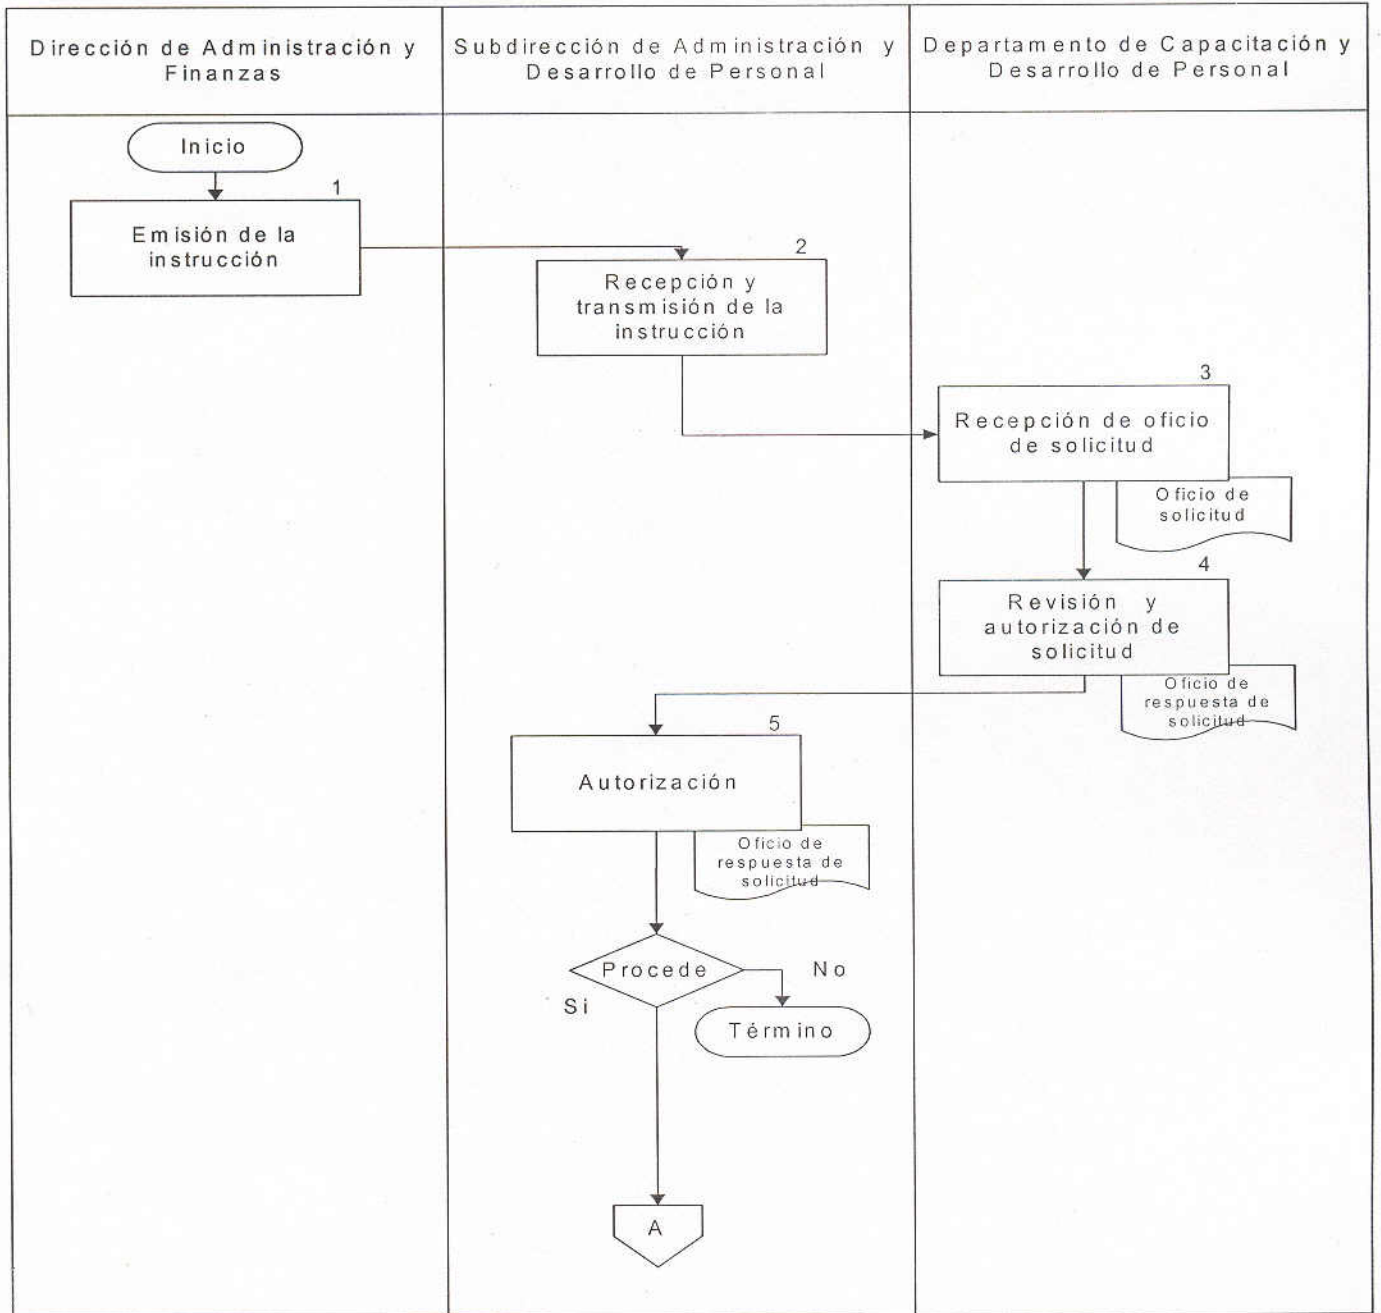 Dirección de Administración y
Finanzas
Subdirección de Administración y
Desarrollo de Personal
Departamento de Capacitación y
Desarrollo de Personal
Inicio
1
Emisión de la
instrucción
2
Recepción y
transmisión de la
instrucción
3
Recepción de oficio
de solicitud
Oficio de
solicitud
4
Revisión y
autorización de
solicitud
Oficio de
respuesta de
solicitud
5
Autorización
Oficio de
respuesta de
solicitud
Procede
No
Si
Término
A